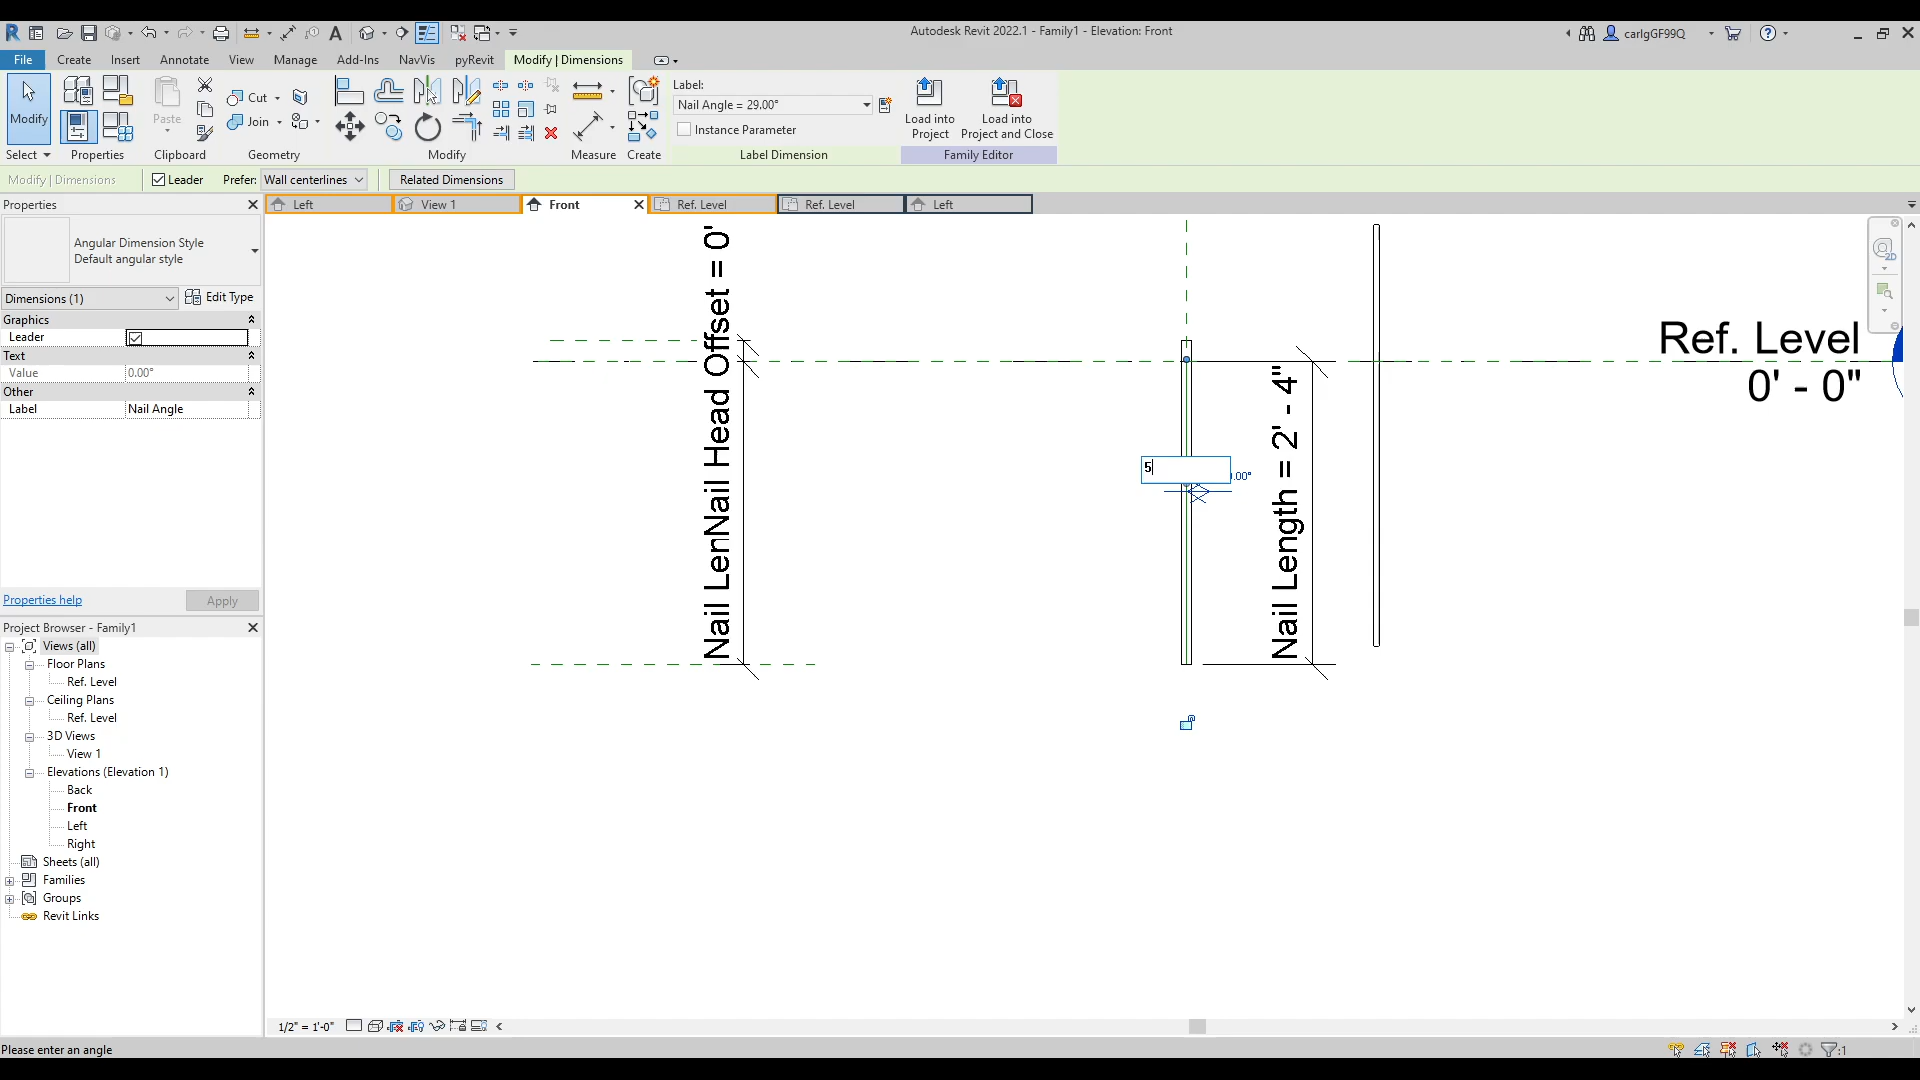 Autodesk Revit 2022.1 - Family1 - Elevation: Front
carlgGF99Q
File Create Insert Annotate View Manage Add-Ins NavVis pyRevit Modify | Dimensions
Modify
Paste
Cut
Join
Label:
Nail Angle = 29.00°
Instance Parameter
Load into Project
Load into Project and Close
Select Properties Clipboard Geometry Modify Measure Create Label Dimension Family Editor
Modify | Dimensions Leader Prefer: Wall centerlines Related Dimensions
Properties
Left View 1 Front Ref. Level Ref. Level Left
Angular Dimension Style
Default angular style
Dimensions (1) Edit Type
Graphics
Leader
Text
Value 0.00°
Other
Label Nail Angle
Properties help Apply
Project Browser - Family1
Views (all)
Floor Plans
Ref. Level
Ceiling Plans
Ref. Level
3D Views
View 1
Elevations (Elevation 1)
Back
Front
Left
Right
Sheets (all)
Families
Groups
Revit Links
Nail Head Offset = 0'
Nail Len
5
.00°
Nail Length = 2' - 4"
Ref. Level
0' - 0"
2D
1/2" = 1'-0"
Please enter an angle
:1